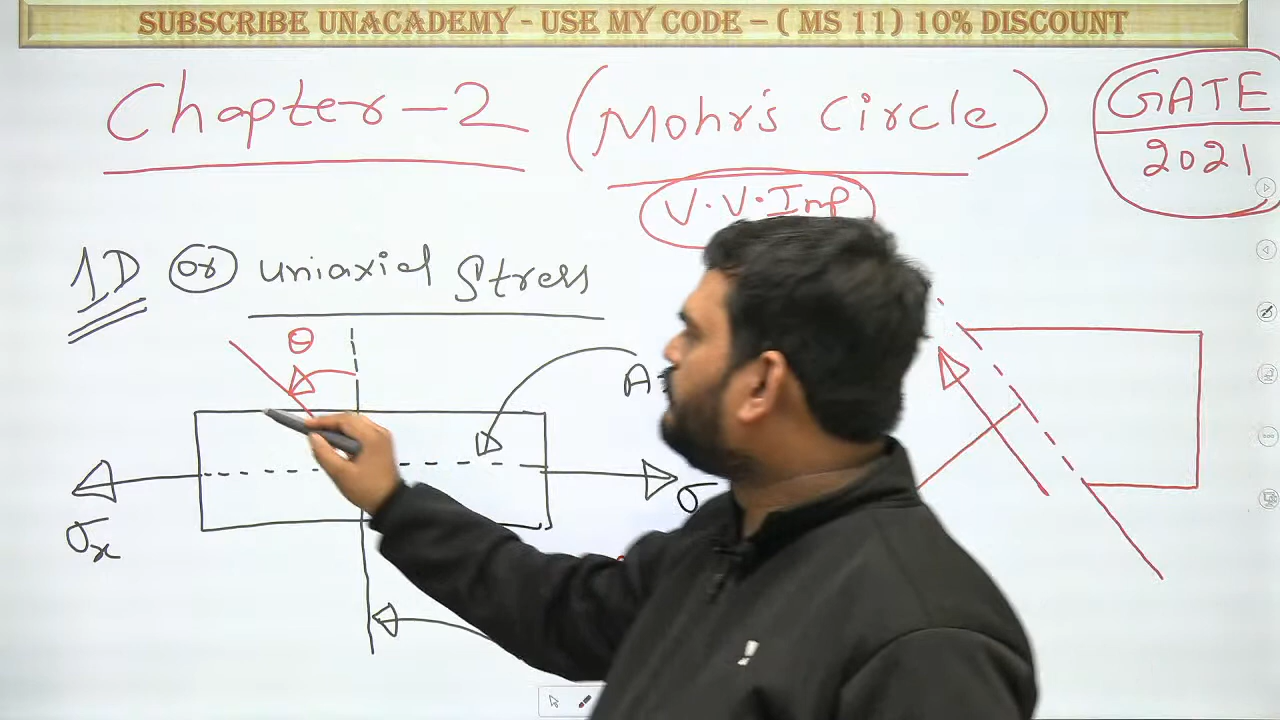 SUBSCRIBE UNACADEMY - USE MY CODE – ( MS 11 ) 10% DISCOUNT
Chapter-2 (Mohr's Circle)
GATE
2021
V.V.Imp
1D or uniaxial Stress
θ
A
σx
σ